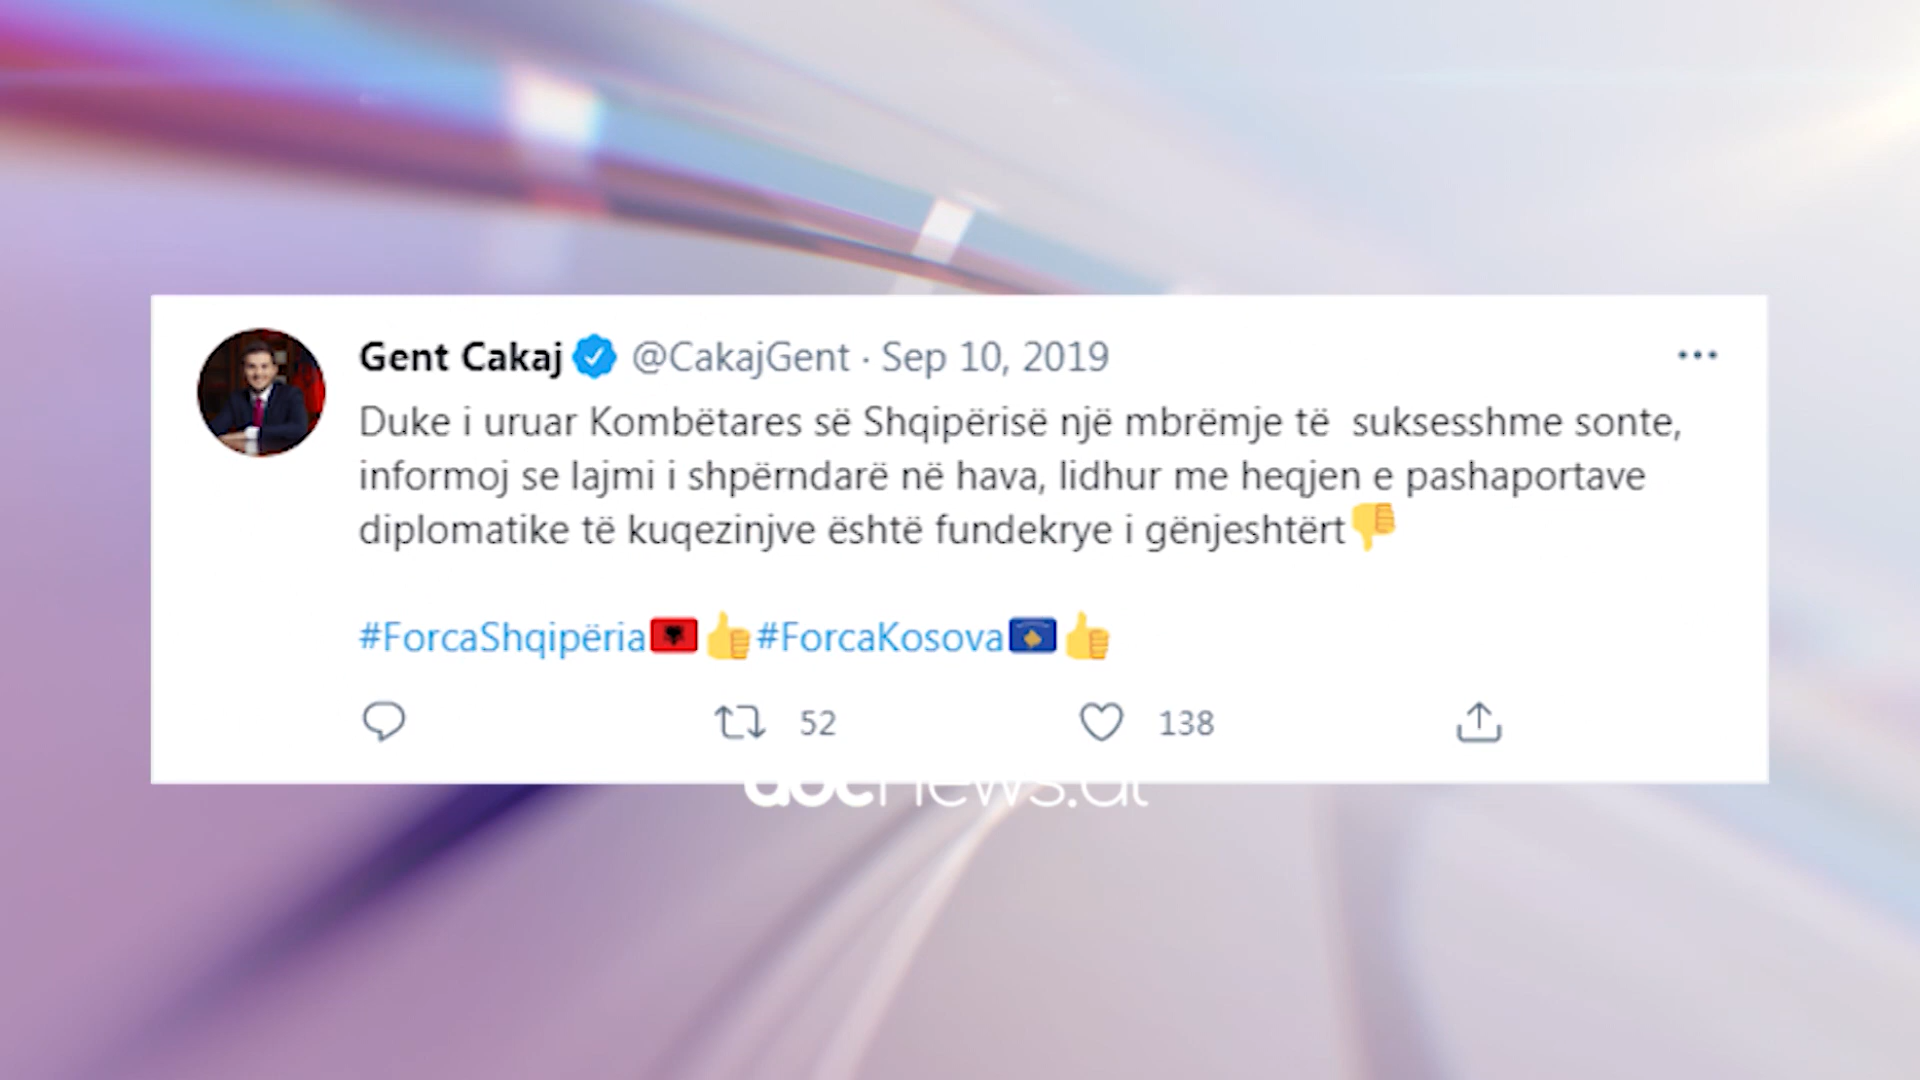 Gent Cakaj @CakajGent · Sep 10, 2019
Duke i uruar Kombëtares së Shqipërisë një mbrëmje të suksesshme sonte,
informoj se lajmi i shpërndarë në hava, lidhur me heqjen e pashaportave
diplomatike të kuqezinjve është fundekrye i gënjeshtërt👎
#ForcaShqipëria🇦🇱👍#ForcaKosova🇽🇰👍
52 138